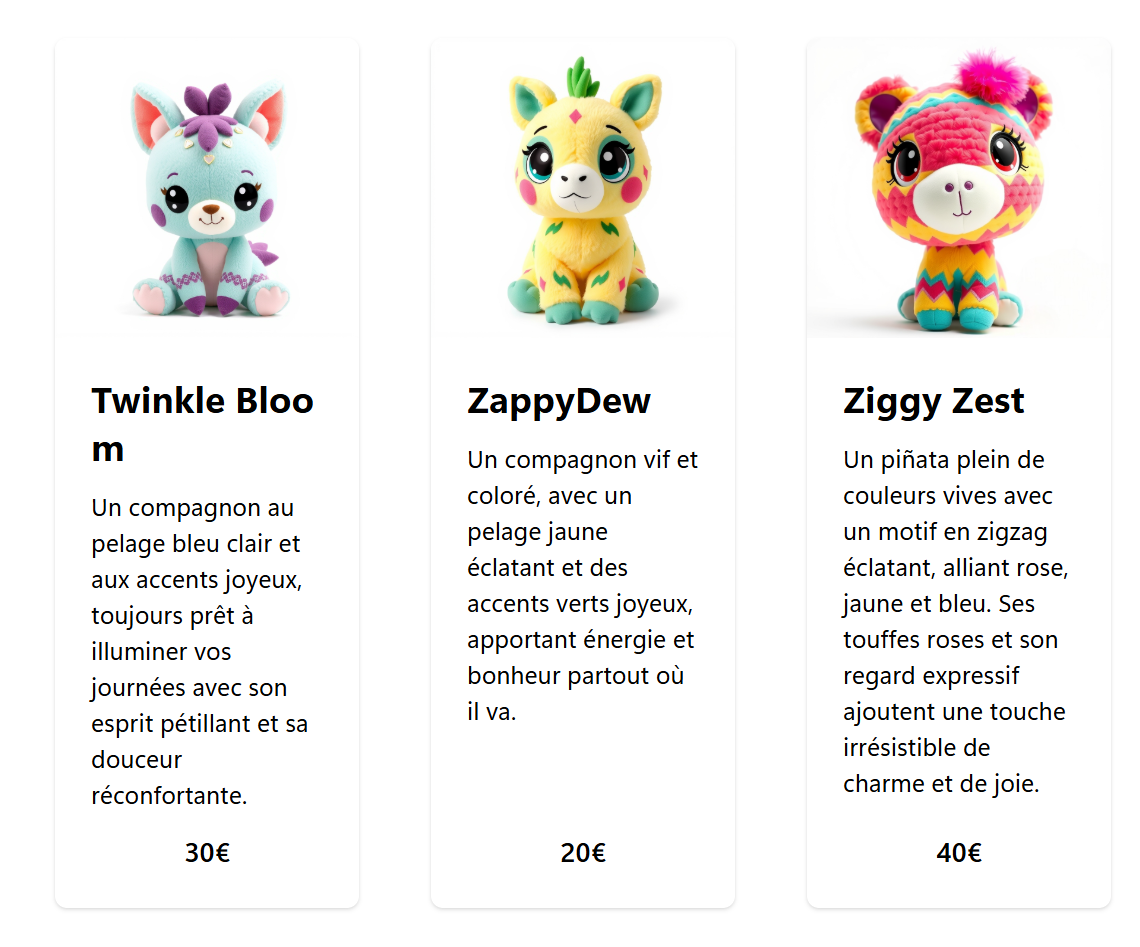 Twinkle Bloo
m
Un compagnon au
pelage bleu clair et
aux accents joyeux,
toujours prêt à
illuminer vos
journées avec son
esprit pétillant et sa
douceur
réconfortante.
30€
ZappyDew
Un compagnon vif et
coloré, avec un
pelage jaune
éclatant et des
accents verts joyeux,
apportant énergie et
bonheur partout où
il va.
20€
Ziggy Zest
Un piñata plein de
couleurs vives avec
un motif en zigzag
éclatant, alliant rose,
jaune et bleu. Ses
touffes roses et son
regard expressif
ajoutent une touche
irrésistible de
charme et de joie.
40€